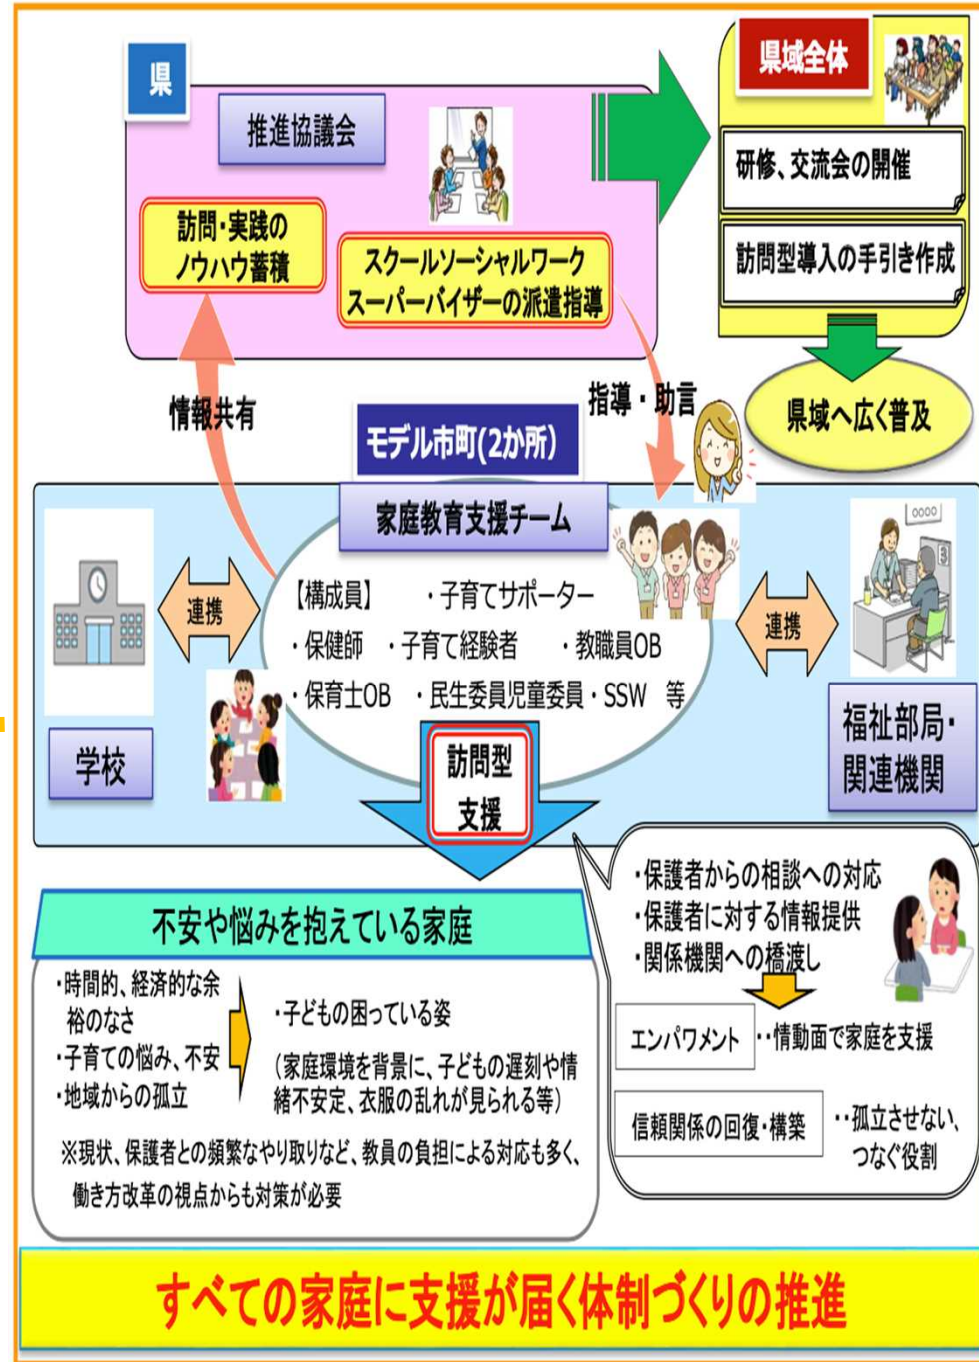 県
推進協議会
訪問・実践の
ノウハウ蓄積
スクールソーシャルワーク
スーパーバイザーの派遣指導
県域全体
研修、交流会の開催
訪問型導入の手引き作成
県域へ広く普及
情報共有
指導・助言
モデル市町(2か所)
家庭教育支援チーム
【構成員】 ・子育てサポーター
・保健師 ・子育て経験者 ・教職員OB
・保育士OB ・民生委員児童委員・SSW 等
連携
連携
学校
福祉部局・
関連機関
訪問型
支援
不安や悩みを抱えている家庭
・時間的、経済的な余
裕のなさ
・子育ての悩み、不安
・地域からの孤立
・子どもの困っている姿
(家庭環境を背景に、子どもの遅刻や情
緒不安定、衣服の乱れが見られる等)
※現状、保護者との頻繁なやり取りなど、教員の負担による対応も多く、
働き方改革の視点からも対策が必要
・保護者からの相談への対応
・保護者に対する情報提供
・関係機関への橋渡し
エンパワメント ・・情動面で家庭を支援
信頼関係の回復・構築 ・・孤立させない、
つなぐ役割
すべての家庭に支援が届く体制づくりの推進